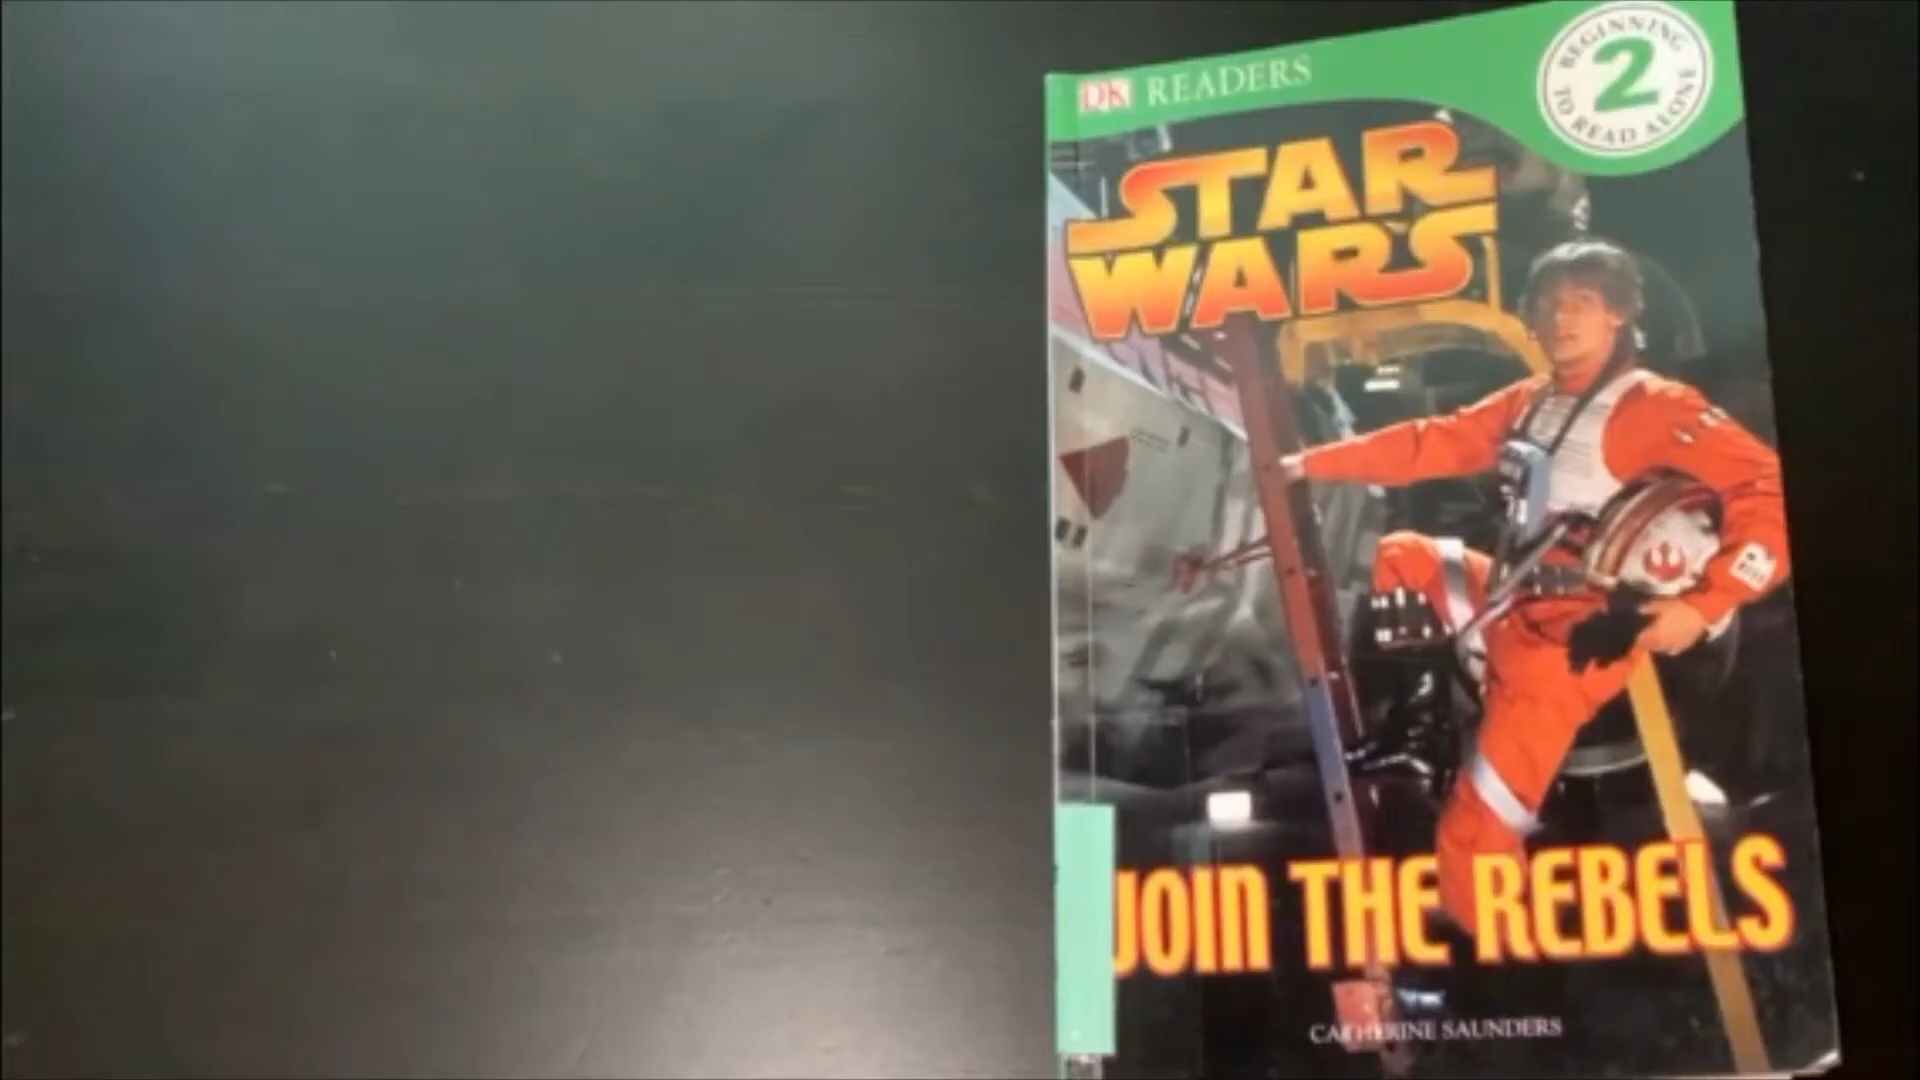 DK READERS
BEGINNING
2
TO READ ALONE
STAR
WARS
JOIN THE REBELS
CATHERINE SAUNDERS